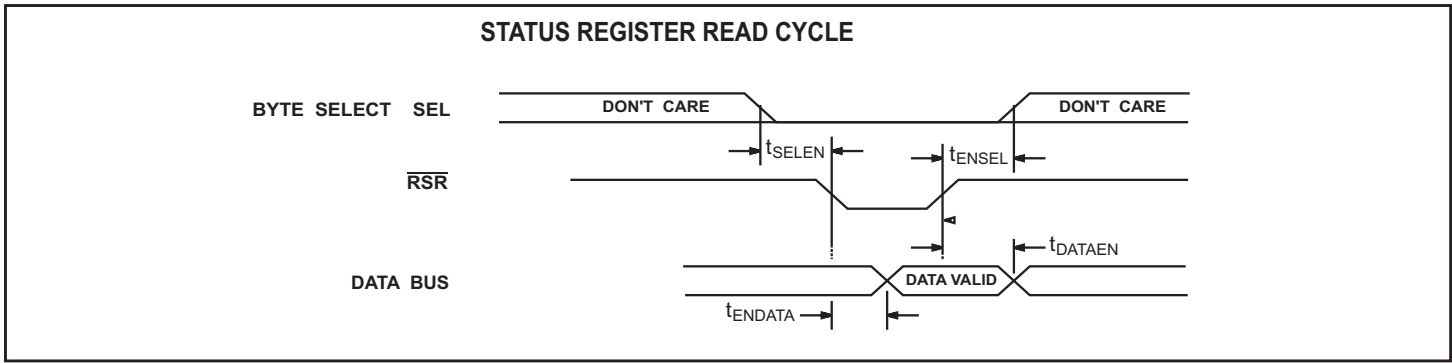 STATUS REGISTER READ CYCLE
BYTE SELECT SEL
DON'T CARE
DON'T CARE
tSELEN
tENSEL
RSR
tDATAEN
DATA BUS
DATA VALID
tENDATA